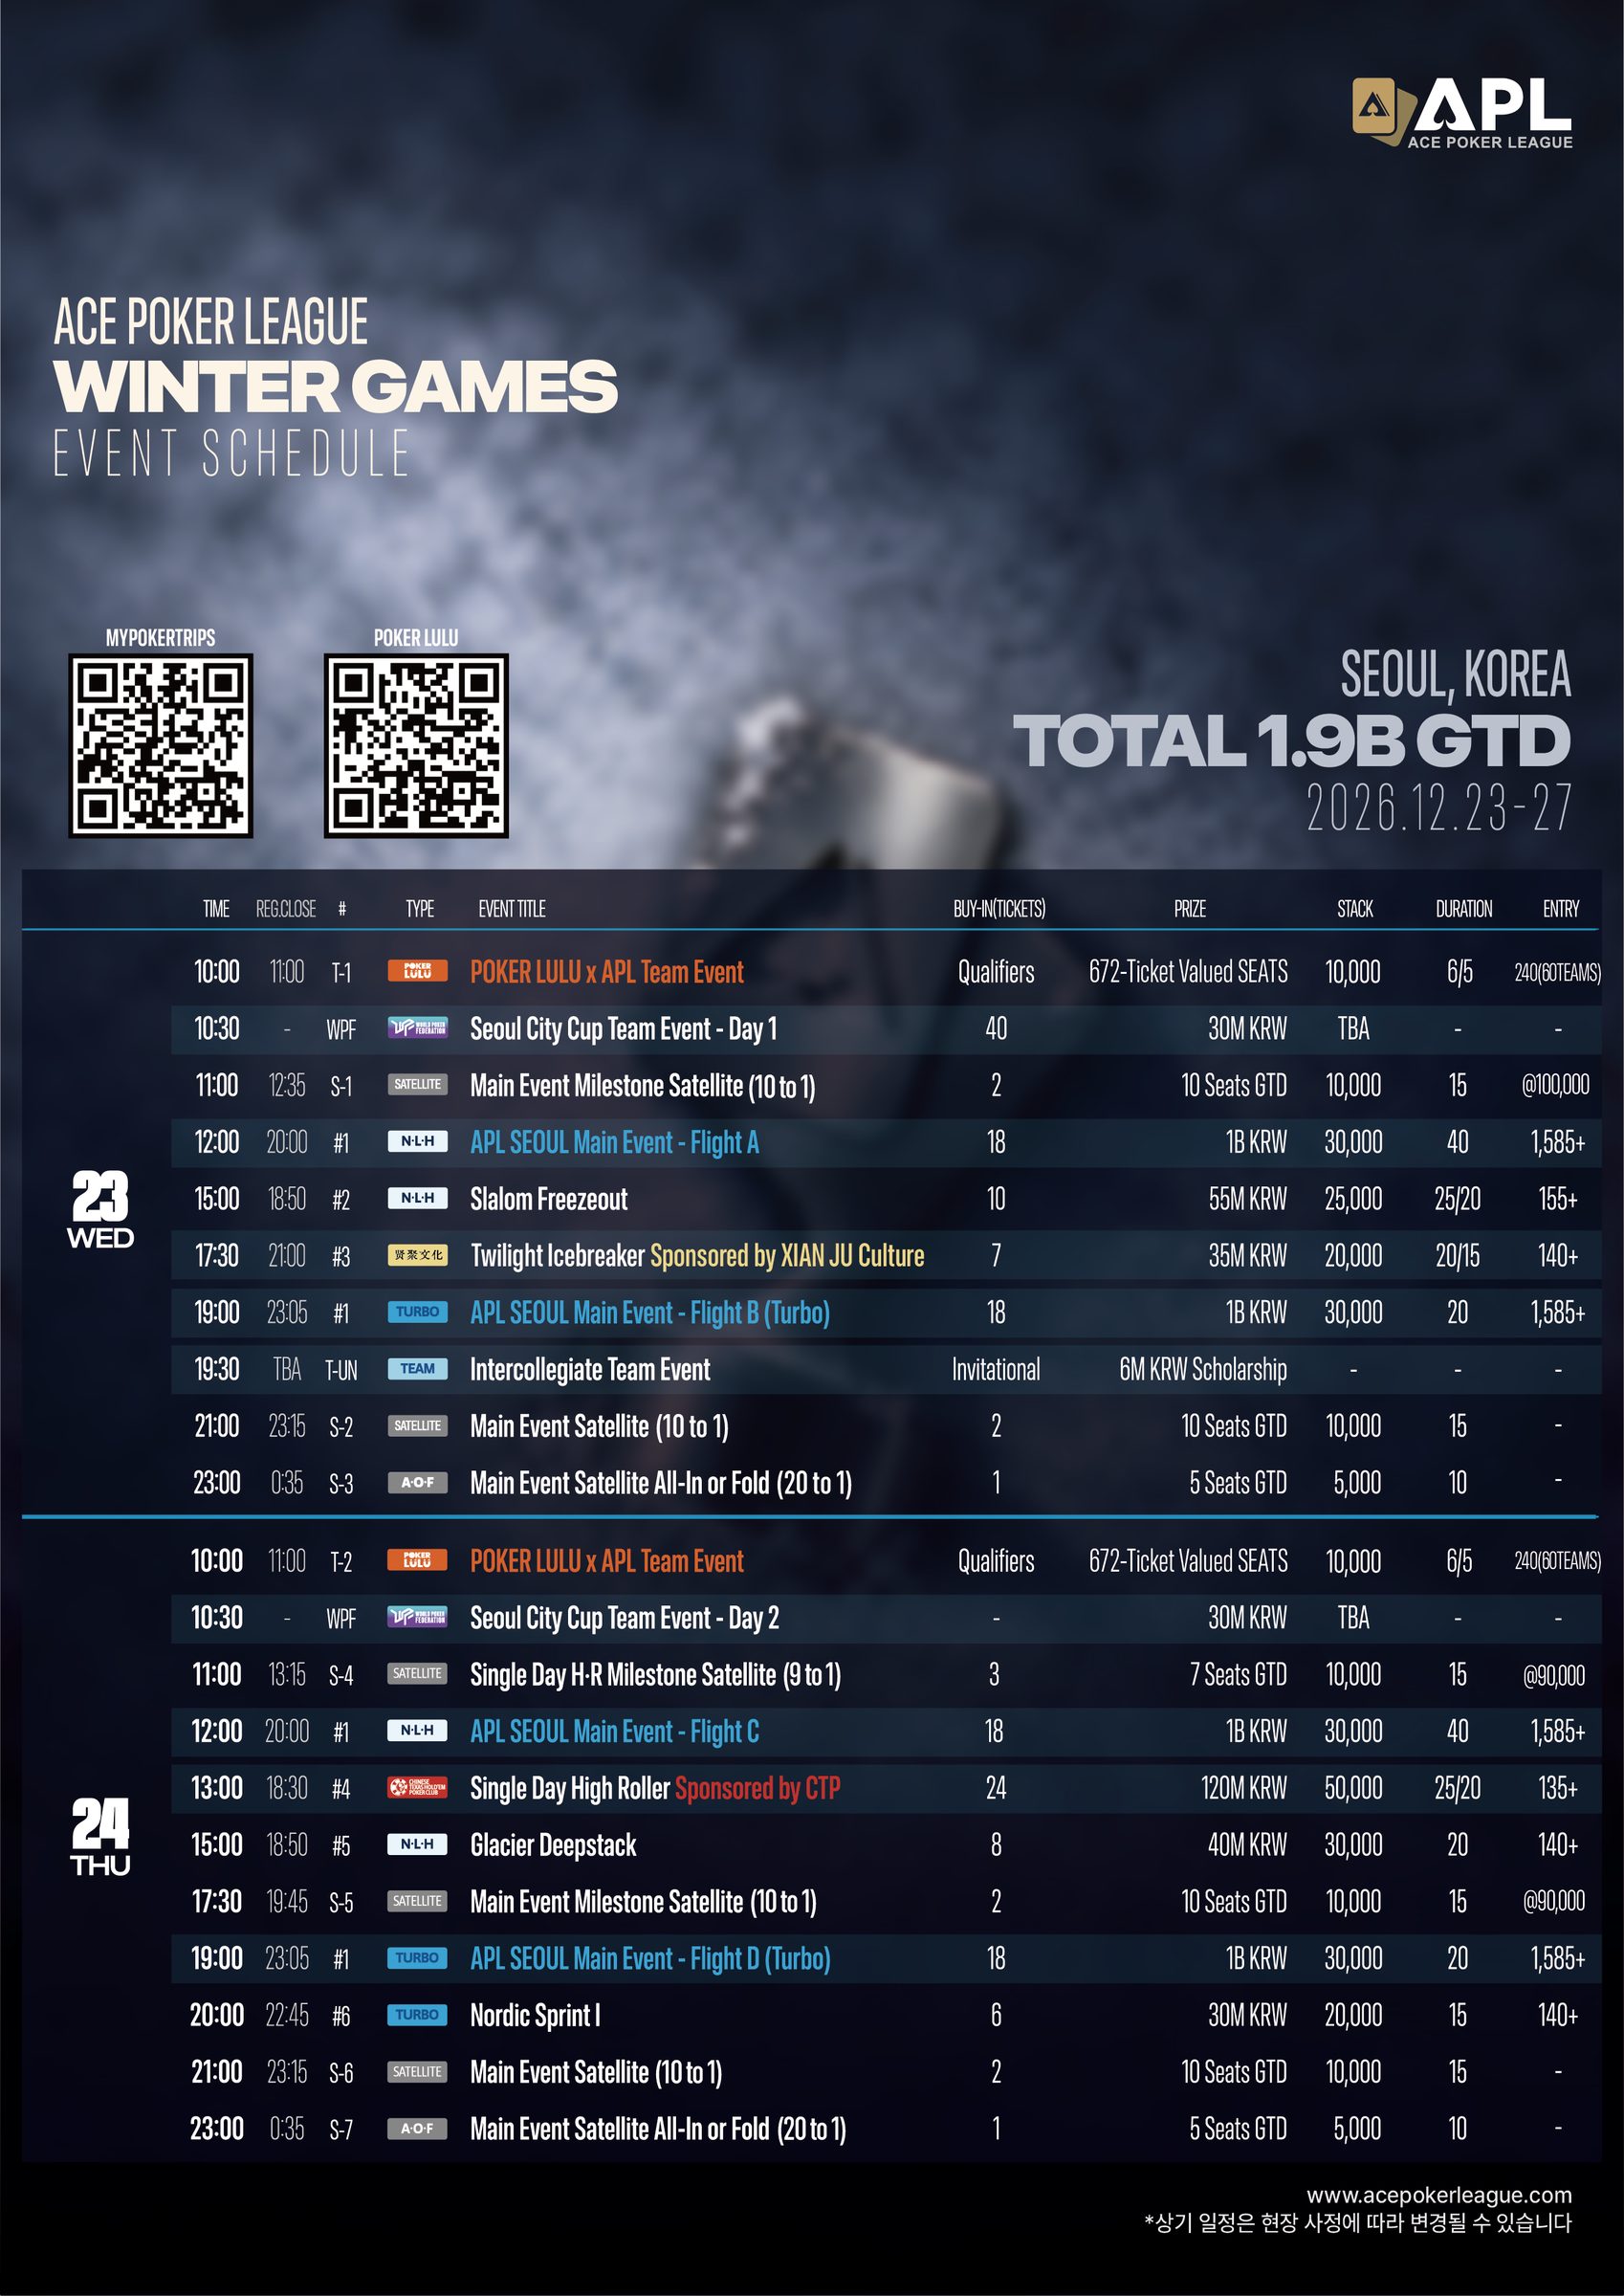 APL
ACE POKER LEAGUE
ACE POKER LEAGUE
WINTER GAMES
EVENT SCHEDULE
MYPOKERTRIPS POKER LULU
SEOUL, KOREA
TOTAL 1.9B GTD
2026.12.23-27
TIME REG.CLOSE # TYPE EVENT TITLE BUY-IN(TICKETS) PRIZE STACK DURATION ENTRY
23
WED
10:00 11:00 T-1 POKER LULU POKER LULU x APL Team Event Qualifiers 672-Ticket Valued SEATS 10,000 6/5 240(60TEAMS)
10:30 - WPF WPF WORLD POKER FEDERATION Seoul City Cup Team Event - Day 1 40 30M KRW TBA - -
11:00 12:35 S-1 SATELLITE Main Event Milestone Satellite (10 to 1) 2 10 Seats GTD 10,000 15 @100,000
12:00 20:00 #1 N·L·H APL SEOUL Main Event - Flight A 18 1B KRW 30,000 40 1,585+
15:00 18:50 #2 N·L·H Slalom Freezeout 10 55M KRW 25,000 25/20 155+
17:30 21:00 #3 贤聚文化 Twilight Icebreaker Sponsored by XIAN JU Culture 7 35M KRW 20,000 20/15 140+
19:00 23:05 #1 TURBO APL SEOUL Main Event - Flight B (Turbo) 18 1B KRW 30,000 20 1,585+
19:30 TBA T-UN TEAM Intercollegiate Team Event Invitational 6M KRW Scholarship - - -
21:00 23:15 S-2 SATELLITE Main Event Satellite (10 to 1) 2 10 Seats GTD 10,000 15 -
23:00 0:35 S-3 A·O·F Main Event Satellite All-In or Fold (20 to 1) 1 5 Seats GTD 5,000 10 -
24
THU
10:00 11:00 T-2 POKER LULU POKER LULU x APL Team Event Qualifiers 672-Ticket Valued SEATS 10,000 6/5 240(60TEAMS)
10:30 - WPF WPF WORLD POKER FEDERATION Seoul City Cup Team Event - Day 2 - 30M KRW TBA - -
11:00 13:15 S-4 SATELLITE Single Day H·R Milestone Satellite (9 to 1) 3 7 Seats GTD 10,000 15 @90,000
12:00 20:00 #1 N·L·H APL SEOUL Main Event - Flight C 18 1B KRW 30,000 40 1,585+
13:00 18:30 #4 CHINESE TEXAS HOLD'EM POKER CLUB Single Day High Roller Sponsored by CTP 24 120M KRW 50,000 25/20 135+
15:00 18:50 #5 N·L·H Glacier Deepstack 8 40M KRW 30,000 20 140+
17:30 19:45 S-5 SATELLITE Main Event Milestone Satellite (10 to 1) 2 10 Seats GTD 10,000 15 @90,000
19:00 23:05 #1 TURBO APL SEOUL Main Event - Flight D (Turbo) 18 1B KRW 30,000 20 1,585+
20:00 22:45 #6 TURBO Nordic Sprint I 6 30M KRW 20,000 15 140+
21:00 23:15 S-6 SATELLITE Main Event Satellite (10 to 1) 2 10 Seats GTD 10,000 15 -
23:00 0:35 S-7 A·O·F Main Event Satellite All-In or Fold (20 to 1) 1 5 Seats GTD 5,000 10 -
www.acepokerleague.com
*상기 일정은 현장 사정에 따라 변경될 수 있습니다